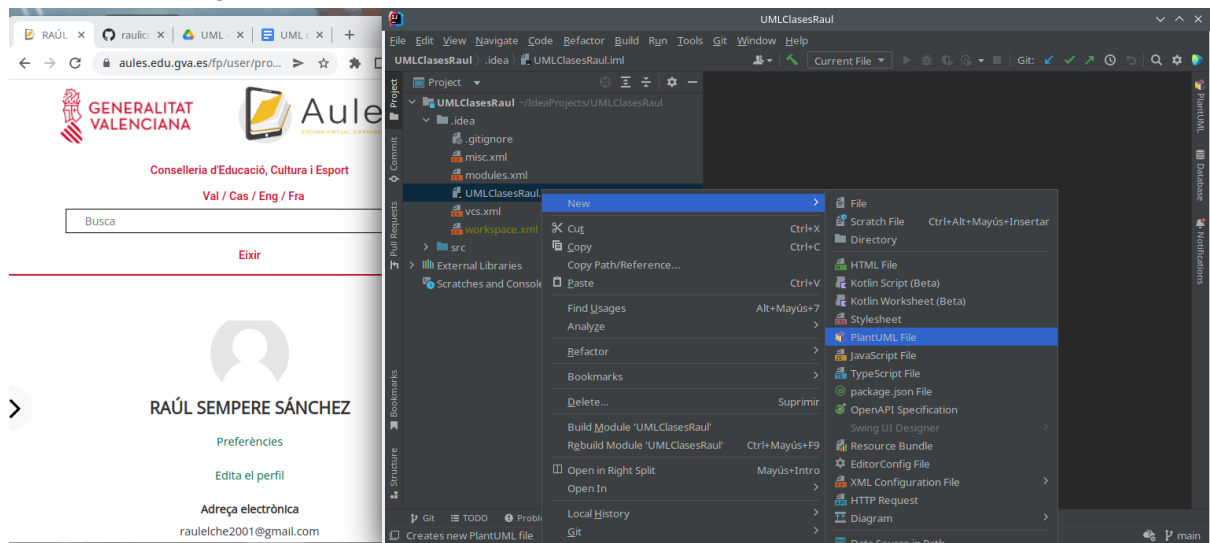 RAÚL
raulicc
UML -
UML r
aules.edu.gva.es/fp/user/pro...
GENERALITAT
VALENCIANA
Aule
Conselleria d'Educació, Cultura i Esport
Val / Cas / Eng / Fra
Busca
Eixir
RAÚL SEMPERE SÁNCHEZ
Preferències
Edita el perfil
Adreça electrònica
raulelche2001@gmail.com
UMLClasesRaul
File Edit View Navigate Code Refactor Build Run Tools Git Window Help
UMLClasesRaul .idea UMLClasesRaul.iml
Current File
Git:
Project
Commit
Pull Requests
Bookmarks
Structure
Project
UMLClasesRaul ~/IdeaProjects/UMLClasesRaul
.idea
.gitignore
misc.xml
modules.xml
UMLClasesRaul.
vcs.xml
workspace.xml
src
External Libraries
Scratches and Console
New
Cut Ctrl+X
Copy Ctrl+C
Copy Path/Reference...
Paste Ctrl+V
Find Usages Alt+Mayús+7
Analyze
Refactor
Bookmarks
Delete... Suprimir
Build Module 'UMLClasesRaul'
Rebuild Module 'UMLClasesRaul' Ctrl+Mayús+F9
Open in Right Split Mayús+Intro
Open In
Local History
Git
File
Scratch File Ctrl+Alt+Mayús+Insertar
Directory
HTML File
Kotlin Script (Beta)
Kotlin Worksheet (Beta)
Stylesheet
PlantUML File
JavaScript File
TypeScript File
package.json File
OpenAPI Specification
Swing UI Designer
Resource Bundle
EditorConfig File
XML Configuration File
HTTP Request
Diagram
Data Source in Path
PlantUML
Database
Notifications
Git TODO Proble
Creates new PlantUML file
main